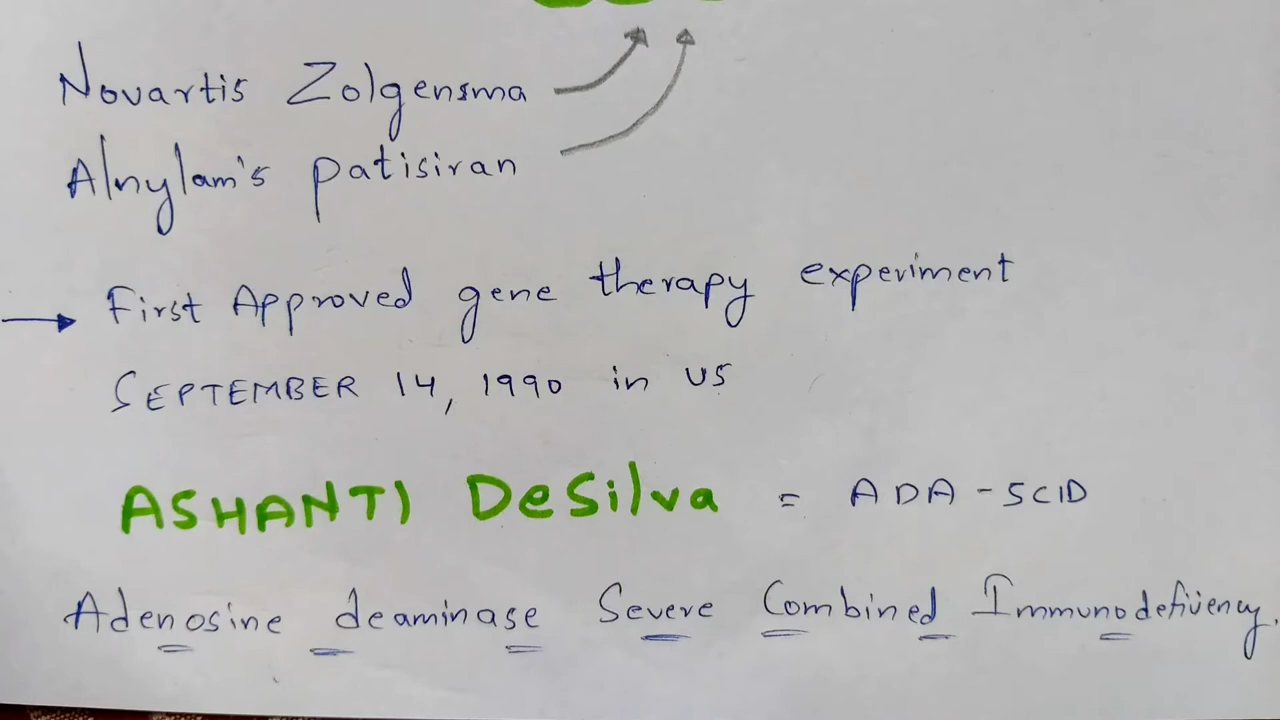 Novartis Zolgensma
Alnylam's patisiran
First Approved gene therapy experiment
SEPTEMBER 14, 1990 in US
ASHANTI DeSilva = ADA-SCID
Adenosine deaminase Severe Combined Immunodefiiency.